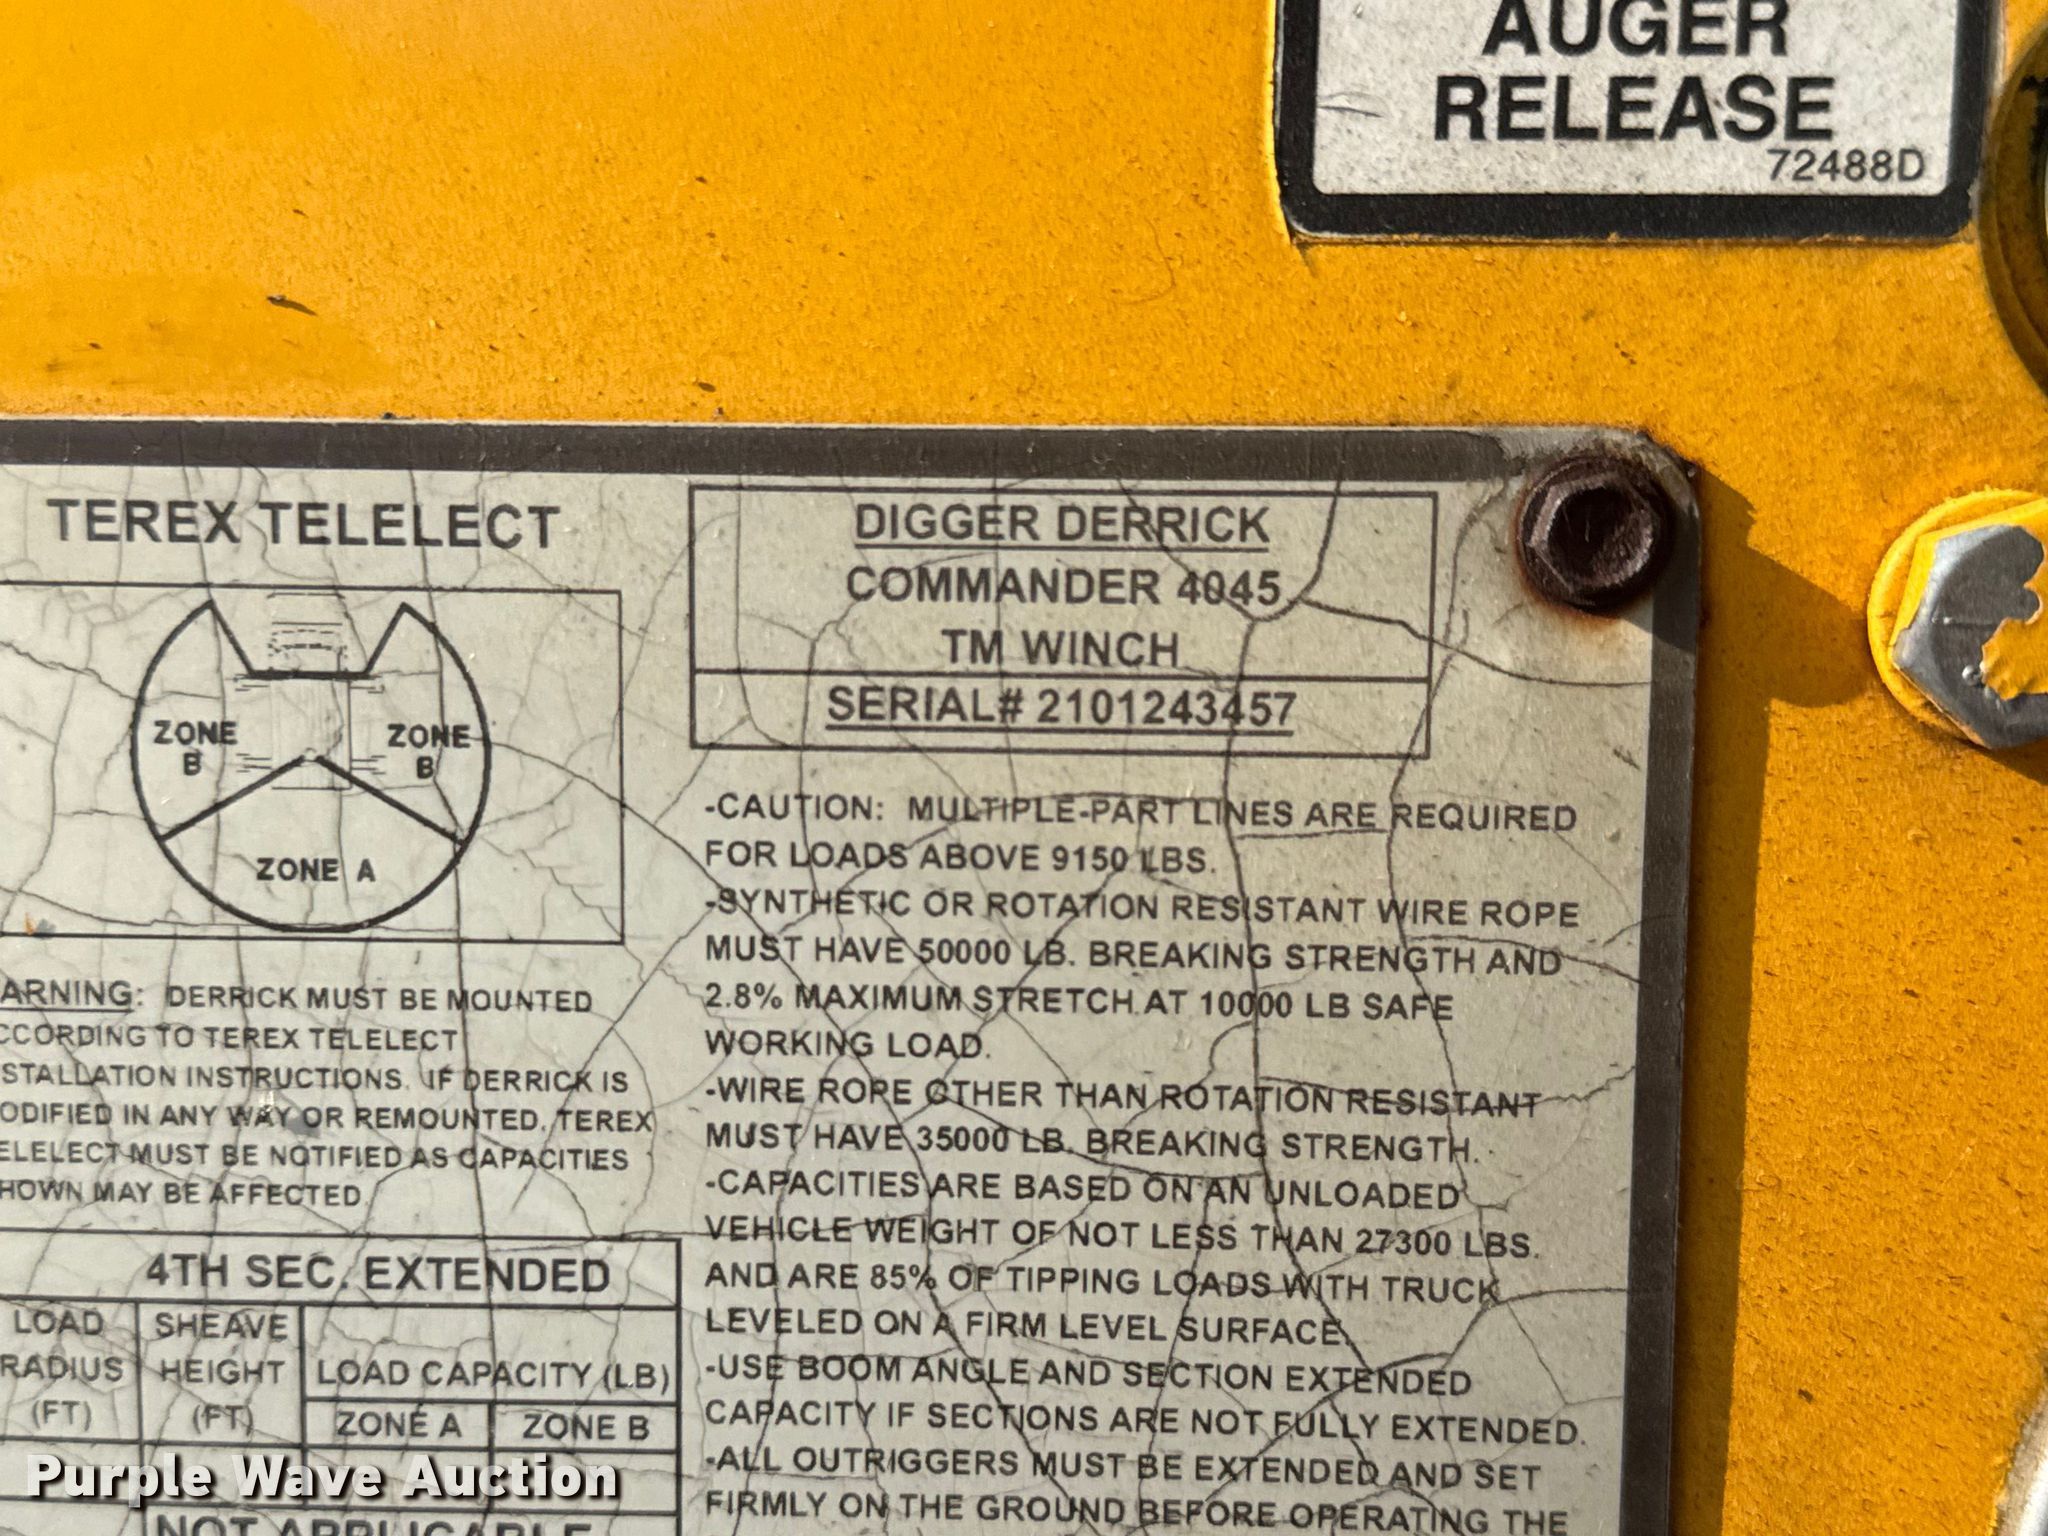 AUGER
RELEASE
72488D
TEREX TELELECT
ZONE
B
ZONE
B
ZONE A
ARNING: DERRICK MUST BE MOUNTED
CCORDING TO TEREX TELELECT
STALLATION INSTRUCTIONS. IF DERRICK IS
ODIFIED IN ANY WAY OR REMOUNTED, TEREX
ELELECT MUST BE NOTIFIED AS CAPACITIES
HOWN MAY BE AFFECTED.
4TH SEC. EXTENDED
LOAD
RADIUS
(FT)
SHEAVE
HEIGHT
(FT)
LOAD CAPACITY (LB)
ZONE A
ZONE B
NOT APPLICABLE
DIGGER DERRICK
COMMANDER 4045
TM WINCH
SERIAL# 2101243457
-CAUTION: MULTIPLE-PART LINES ARE REQUIRED
FOR LOADS ABOVE 9150 LBS.
-SYNTHETIC OR ROTATION RESISTANT WIRE ROPE
MUST HAVE 50000 LB. BREAKING STRENGTH AND
2.8% MAXIMUM STRETCH AT 10000 LB SAFE
WORKING LOAD.
-WIRE ROPE OTHER THAN ROTATION RESISTANT
MUST HAVE 35000 LB. BREAKING STRENGTH.
-CAPACITIES ARE BASED ON AN UNLOADED
VEHICLE WEIGHT OF NOT LESS THAN 27300 LBS.
AND ARE 85% OF TIPPING LOADS WITH TRUCK
LEVELED ON A FIRM LEVEL SURFACE.
-USE BOOM ANGLE AND SECTION EXTENDED
CAPACITY IF SECTIONS ARE NOT FULLY EXTENDED.
-ALL OUTRIGGERS MUST BE EXTENDED AND SET
FIRMLY ON THE GROUND BEFORE OPERATING THE
Purple Wave Auction